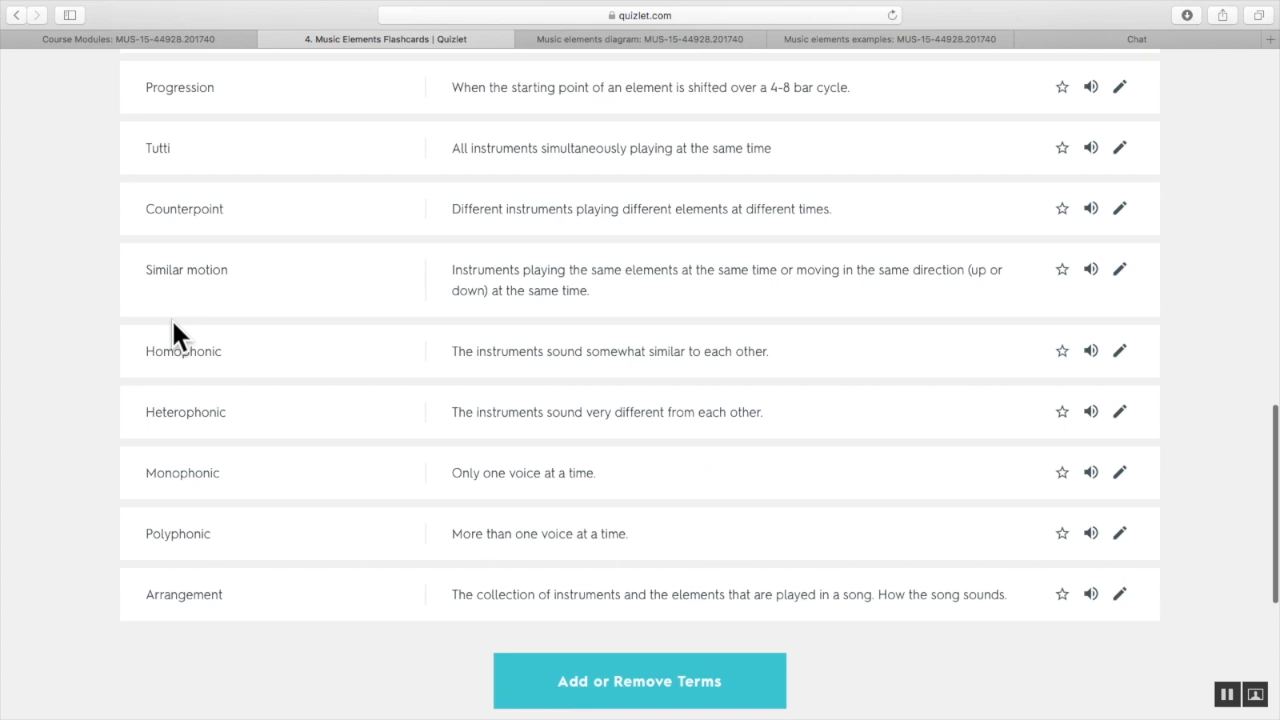 quizlet.com
Course Modules: MUS-15-44928.201740
4. Music Elements Flashcards | Quizlet
Music elements diagram: MUS-15-44928.201740
Music elements examples: MUS-15-44928.201740
Chat
Progression
When the starting point of an element is shifted over a 4-8 bar cycle.
Tutti
All instruments simultaneously playing at the same time
Counterpoint
Different instruments playing different elements at different times.
Similar motion
Instruments playing the same elements at the same time or moving in the same direction (up or
down) at the same time.
Homophonic
The instruments sound somewhat similar to each other.
Heterophonic
The instruments sound very different from each other.
Monophonic
Only one voice at a time.
Polyphonic
More than one voice at a time.
Arrangement
The collection of instruments and the elements that are played in a song. How the song sounds.
Add or Remove Terms